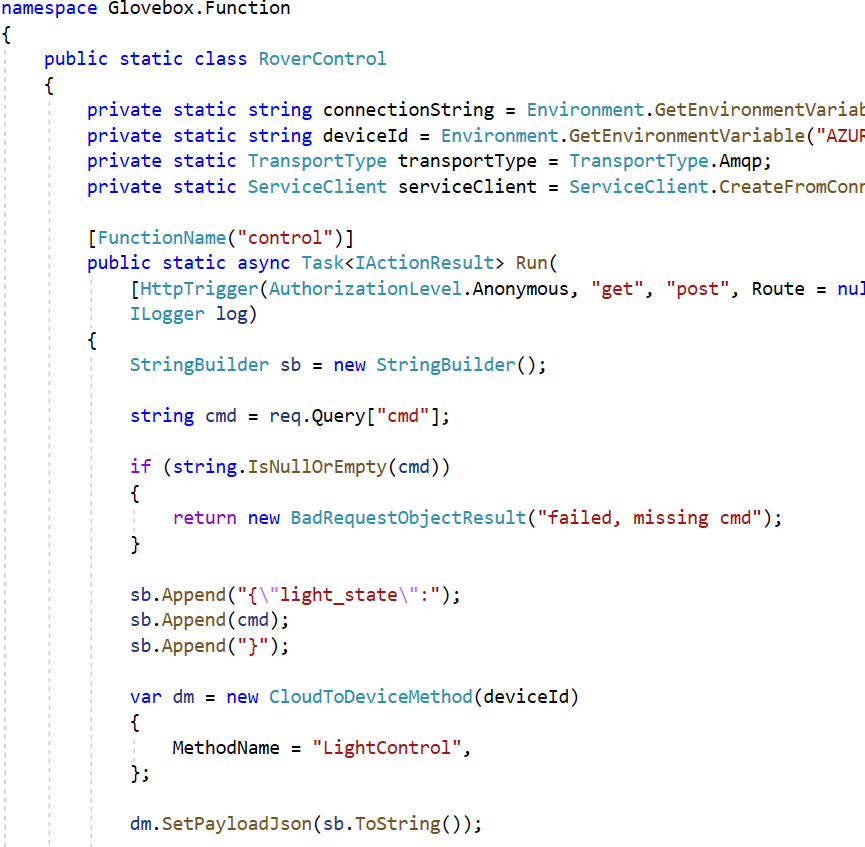 namespace Glovebox.Function
{
    public static class RoverControl
    {
        private static string connectionString = Environment.GetEnvironmentVariab
        private static string deviceId = Environment.GetEnvironmentVariable("AZUR
        private static TransportType transportType = TransportType.Amqp;
        private static ServiceClient serviceClient = ServiceClient.CreateFromConn

        [FunctionName("control")]
        public static async Task<IActionResult> Run(
            [HttpTrigger(AuthorizationLevel.Anonymous, "get", "post", Route = nul
            ILogger log)
        {
            StringBuilder sb = new StringBuilder();

            string cmd = req.Query["cmd"];

            if (string.IsNullOrEmpty(cmd))
            {
                return new BadRequestObjectResult("failed, missing cmd");
            }

            sb.Append("{\"light_state\":");
            sb.Append(cmd);
            sb.Append("}");

            var dm = new CloudToDeviceMethod(deviceId)
            {
                MethodName = "LightControl",
            };

            dm.SetPayloadJson(sb.ToString());